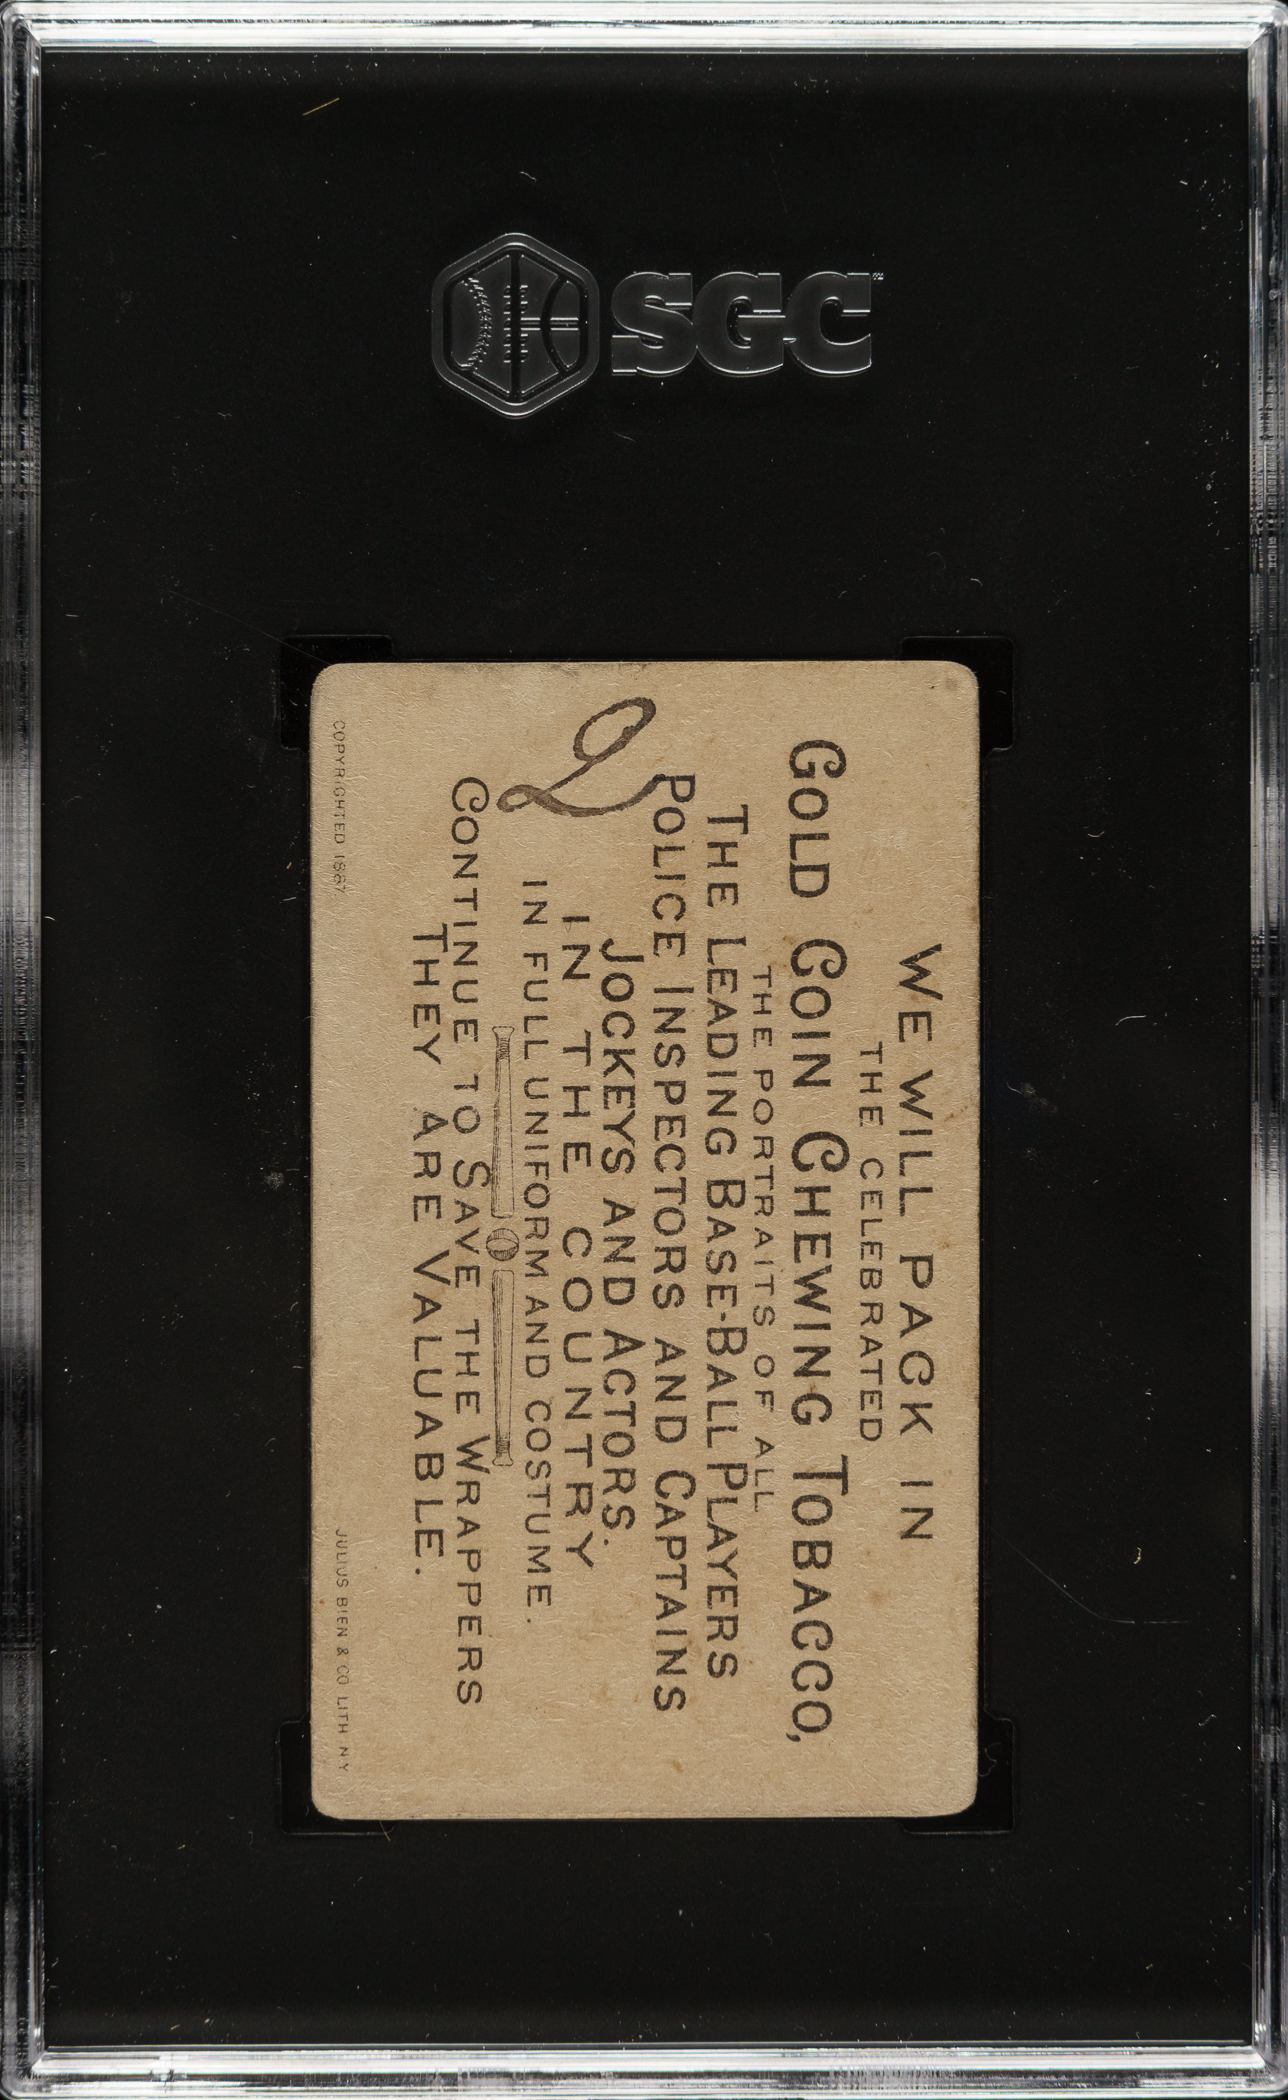 SGC
WE WILL PACK IN
THE CELEBRATED
GOLD COIN CHEWING TOBACCO,
THE PORTRAITS OF ALL
THE LEADING BASE-BALL PLAYERS
POLICE INSPECTORS AND CAPTAINS
JOCKEYS AND ACTORS.
IN THE COUNTRY
IN FULL UNIFORM AND COSTUME.
2
CONTINUE TO SAVE THE WRAPPERS
THEY ARE VALUABLE.
COPYRIGHTED 1887. JULIUS BIEN & CO. LITH. N.Y.